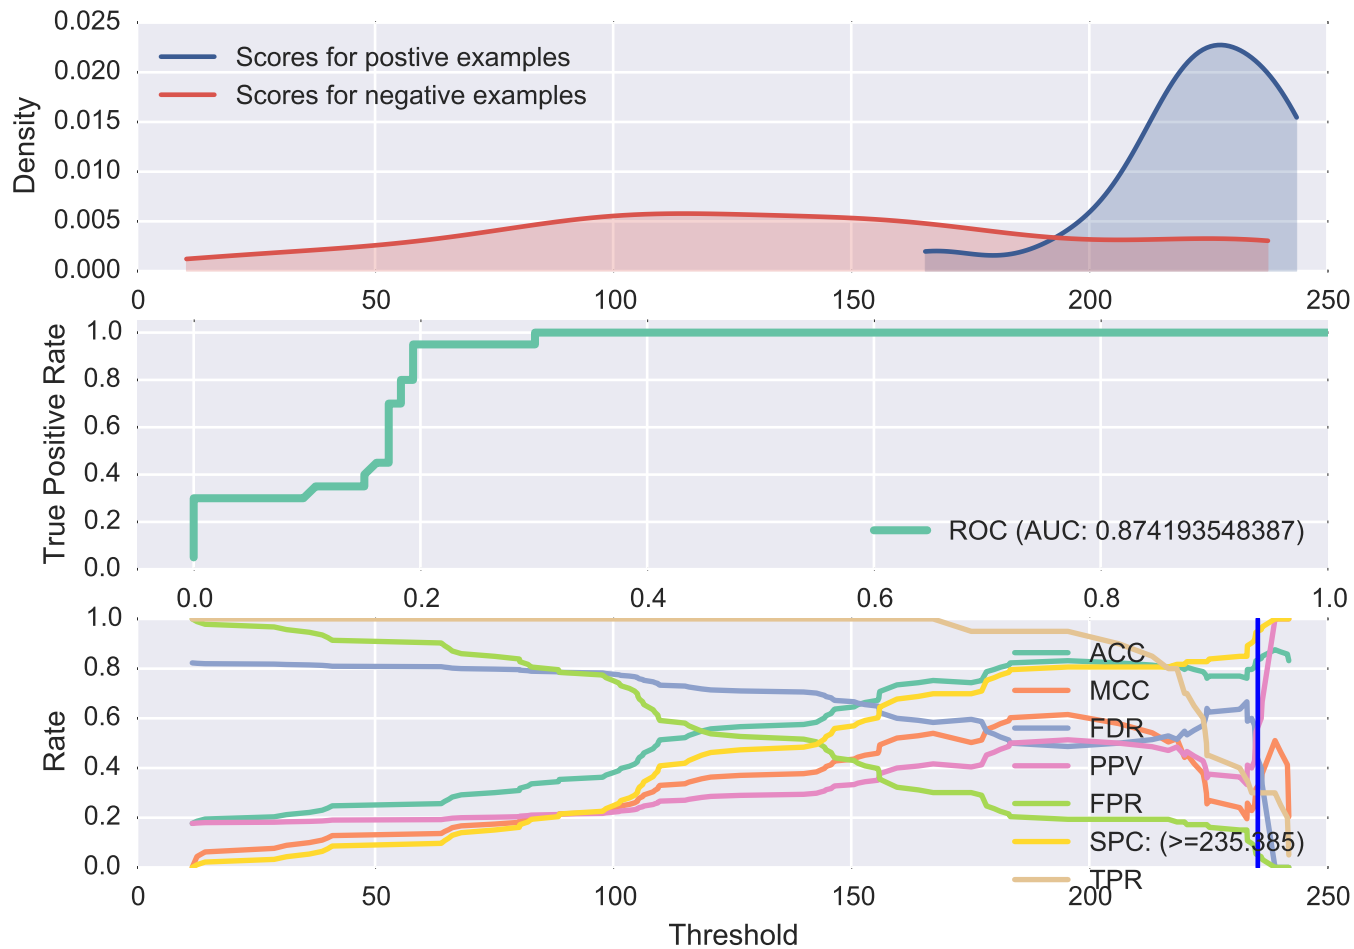 0.025
0.020
0.015
0.010
0.005
0.000
Density
Scores for postive examples
Scores for negative examples
0 50 100 150 200 250
1.0
0.8
0.6
0.4
0.2
0.0
True Positive Rate
ROC (AUC: 0.874193548387)
0.0 0.2 0.4 0.6 0.8 1.0
1.0
0.8
0.6
0.4
0.2
0.0
Rate
ACC
MCC
FDR
PPV
FPR
SPC: (>=235.385)
TPR
0 50 100 150 200 250
Threshold